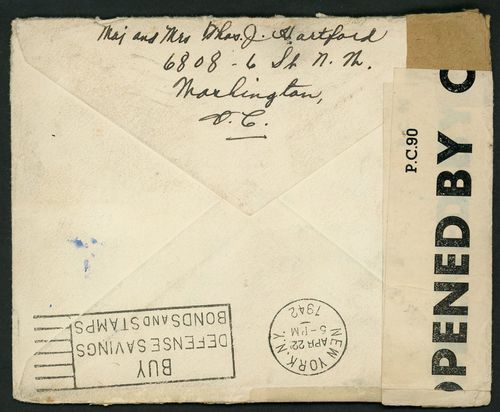 Maj and Mrs Thos. J. Hartford
6808-6 St N.W.
Washington,
D.C.
P.C.90
OPENED BY C
BUY
DEFENSE SAVINGS
BONDS AND STAMPS
NEW YORK, N.Y.
APR 22
5-PM
1942